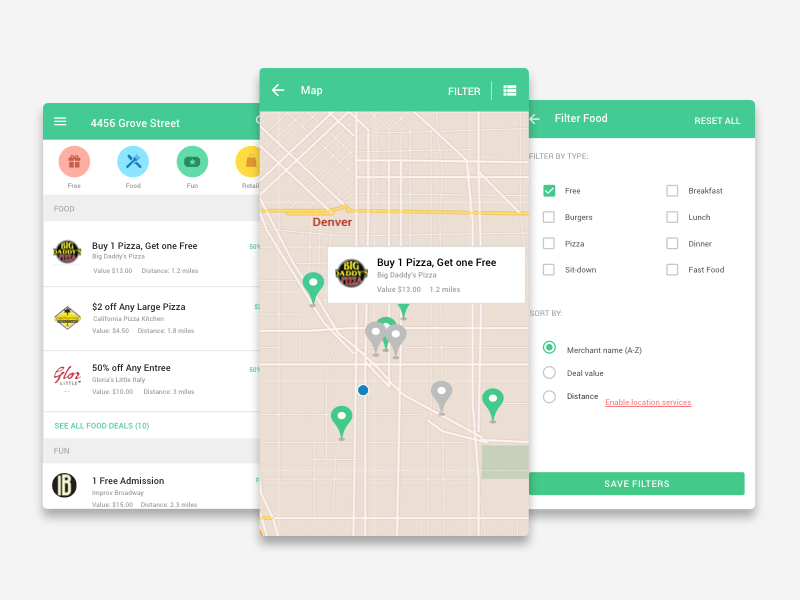 4456 Grove Street
Free
Food
Fun
Retail
FOOD
BIG DADDY'S PIZZA
Buy 1 Pizza, Get one Free
Big Daddy's Pizza
Value $13.00 Distance: 1.2 miles
50%
$2 off Any Large Pizza
California Pizza Kitchen
Value: $4.50 Distance: 1.8 miles
$2
Glor
LITTLE
50% off Any Entree
Gloria's Little Italy
Value: $10.00 Distance: 3 miles
50%
SEE ALL FOOD DEALS (10)
FUN
IB
1 Free Admission
Improv Broadway
Value: $15.00 Distance: 2.3 miles
F
Map
FILTER
Denver
BIG DADDY'S PIZZA
Buy 1 Pizza, Get one Free
Big Daddy's Pizza
Value $13.00 1.2 miles
Filter Food
RESET ALL
FILTER BY TYPE:
Free
Breakfast
Burgers
Lunch
Pizza
Dinner
Sit-down
Fast Food
SORT BY:
Merchant name (A-Z)
Deal value
Distance
Enable location services
SAVE FILTERS